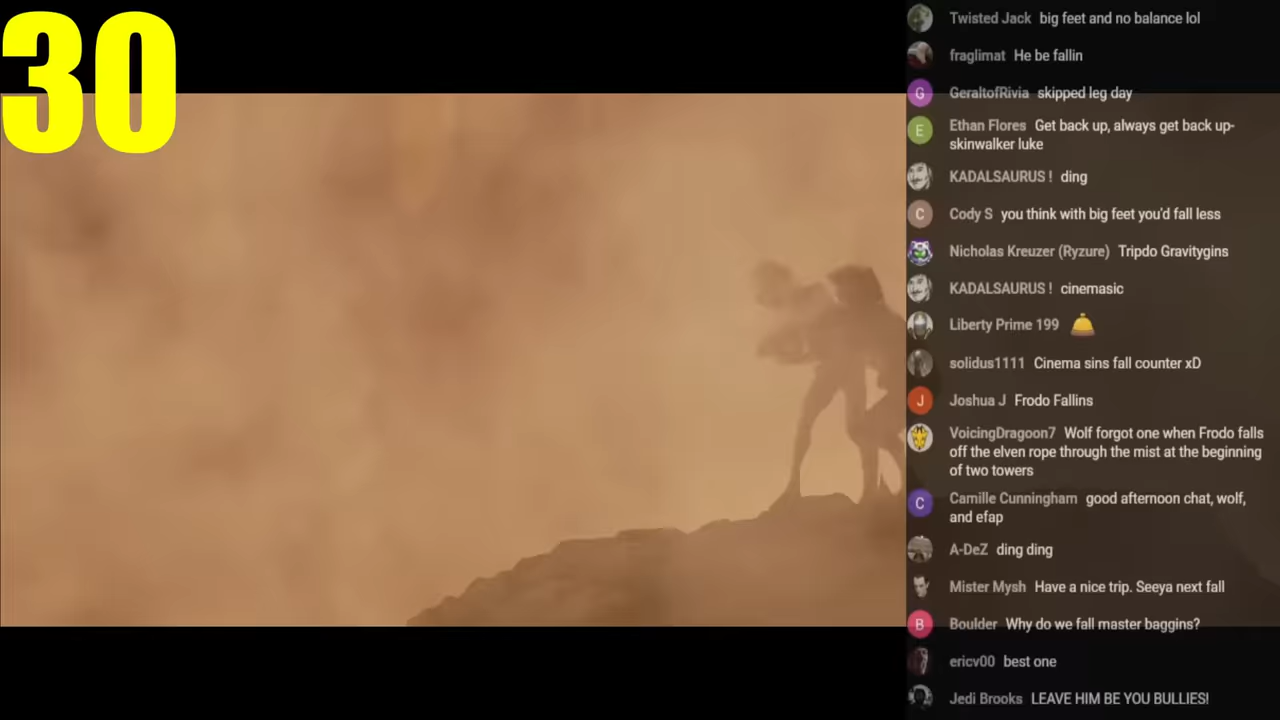 30
Twisted Jack big feet and no balance lol
fraglimat He be fallin
G GeraltofRivia skipped leg day
E Ethan Flores Get back up, always get back up-
skinwalker luke
KADALSAURUS ! ding
C Cody S you think with big feet you'd fall less
Nicholas Kreuzer (Ryzure) Tripdo Gravitygins
KADALSAURUS ! cinemasic
Liberty Prime 199
solidus1111 Cinema sins fall counter xD
J Joshua J Frodo Fallins
VoicingDragoon7 Wolf forgot one when Frodo falls
off the elven rope through the mist at the beginning
of two towers
C Camille Cunningham good afternoon chat, wolf,
and efap
A-DeZ ding ding
Mister Mysh Have a nice trip. Seeya next fall
B Boulder Why do we fall master baggins?
ericv00 best one
Jedi Brooks LEAVE HIM BE YOU BULLIES!